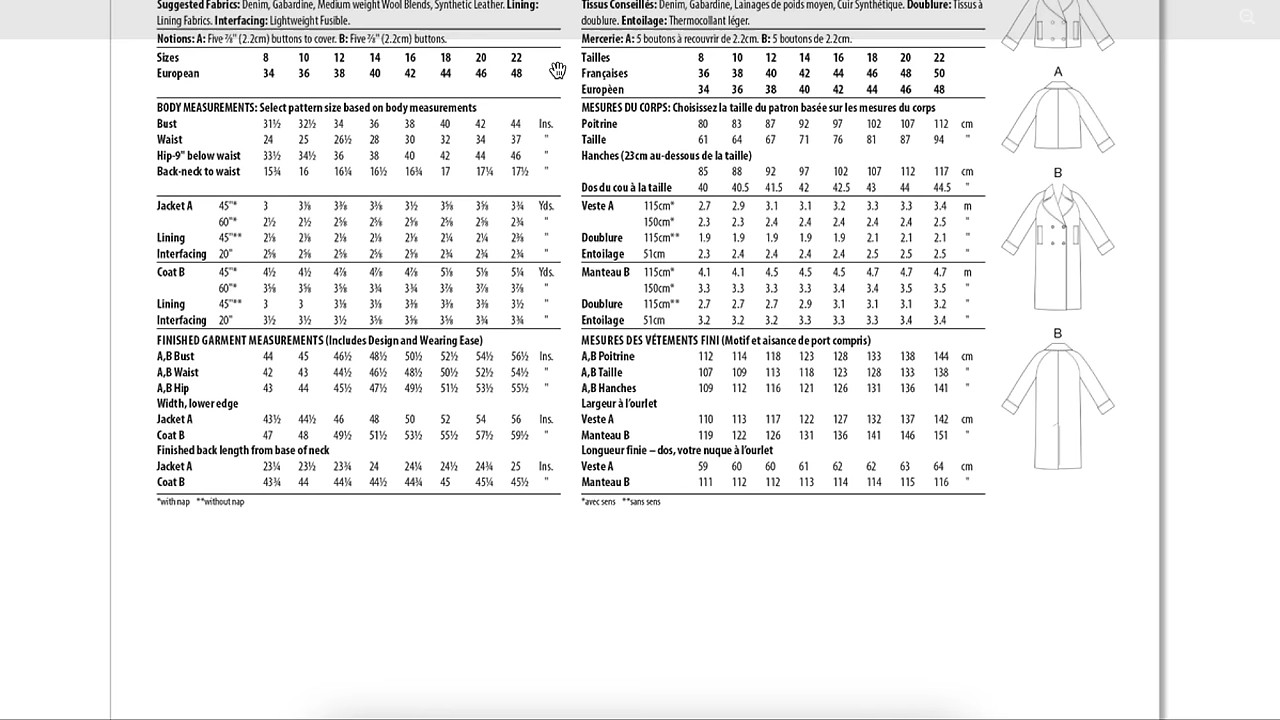 Suggested Fabrics: Denim, Gabardine, Medium weight Wool Blends, Synthetic Leather. Lining:
Lining Fabrics. Interfacing: Lightweight Fusible.
Notions: A: Five ⅞" (2.2cm) buttons to cover. B: Five ⅞" (2.2cm) buttons.
Sizes 8 10 12 14 16 18 20 22
European 34 36 38 40 42 44 46 48
BODY MEASUREMENTS: Select pattern size based on body measurements
Bust 31½ 32½ 34 36 38 40 42 44 Ins.
Waist 24 25 26½ 28 30 32 34 37 "
Hip-9" below waist 33½ 34½ 36 38 40 42 44 46 "
Back-neck to waist 15¾ 16 16¼ 16½ 16¾ 17 17¼ 17½ "
Jacket A 45"* 3 3⅛ 3⅜ 3⅜ 3½ 3⅝ 3⅝ 3¾ Yds.
60"* 2½ 2½ 2⅝ 2⅝ 2⅝ 2⅝ 2⅝ 2¾ "
Lining 45"** 2⅛ 2⅛ 2⅛ 2⅛ 2⅛ 2¼ 2¼ 2⅜ "
Interfacing 20" 2⅝ 2⅝ 2⅝ 2⅝ 2⅝ 2¾ 2¾ 2¾ "
Coat B 45"* 4½ 4½ 4⅞ 4⅞ 4⅞ 5⅛ 5⅛ 5¼ Yds.
60"* 3⅝ 3⅝ 3⅝ 3¾ 3¾ 3⅞ 3⅞ 3⅞ "
Lining 45"** 3 3 3⅛ 3⅛ 3⅜ 3⅜ 3⅜ 3½ "
Interfacing 20" 3½ 3½ 3½ 3⅝ 3⅝ 3⅝ 3¾ 3¾ "
FINISHED GARMENT MEASUREMENTS (Includes Design and Wearing Ease)
A,B Bust 44 45 46½ 48½ 50½ 52½ 54½ 56½ Ins.
A,B Waist 42 43 44½ 46½ 48½ 50½ 52½ 54½ "
A,B Hip 43 44 45½ 47½ 49½ 51½ 53½ 55½ "
Width, lower edge
Jacket A 43½ 44½ 46 48 50 52 54 56 Ins.
Coat B 47 48 49½ 51½ 53½ 55½ 57½ 59½ "
Finished back length from base of neck
Jacket A 23¼ 23½ 23¾ 24 24¼ 24½ 24¾ 25 Ins.
Coat B 43¾ 44 44¼ 44½ 44¾ 45 45¼ 45½ "
*with nap **without nap
Tissus Conseillés: Denim, Gabardine, Lainages de poids moyen, Cuir Synthétique. Doublure: Tissus à
doublure. Entoilage: Thermocollant léger.
Mercerie: A: 5 boutons à recouvrir de 2.2cm. B: 5 boutons de 2.2cm.
Tailles 8 10 12 14 16 18 20 22
Françaises 36 38 40 42 44 46 48 50
Europèen 34 36 38 40 42 44 46 48
MESURES DU CORPS: Choisissez la taille du patron basée sur les mesures du corps
Poitrine 80 83 87 92 97 102 107 112 cm
Taille 61 64 67 71 76 81 87 94 "
Hanches (23cm au-dessous de la taille)
85 88 92 97 102 107 112 117 cm
Dos du cou à la taille 40 40.5 41.5 42 42.5 43 44 44.5 "
Veste A 115cm* 2.7 2.9 3.1 3.1 3.2 3.3 3.3 3.4 m
150cm* 2.3 2.3 2.4 2.4 2.4 2.4 2.4 2.5 "
Doublure 115cm** 1.9 1.9 1.9 1.9 1.9 2.1 2.1 2.1 "
Entoilage 51cm 2.3 2.4 2.4 2.4 2.4 2.5 2.5 2.5 "
Manteau B 115cm* 4.1 4.1 4.5 4.5 4.5 4.7 4.7 4.7 m
150cm* 3.3 3.3 3.3 3.3 3.4 3.4 3.5 3.5 "
Doublure 115cm** 2.7 2.7 2.7 2.9 3.1 3.1 3.1 3.2 "
Entoilage 51cm 3.2 3.2 3.2 3.3 3.3 3.3 3.4 3.4 "
MESURES DES VÉTEMENTS FINI (Motif et aisance de port compris)
A,B Poitrine 112 114 118 123 128 133 138 144 cm
A,B Taille 107 109 113 118 123 128 133 138 "
A,B Hanches 109 112 116 121 126 131 136 141 "
Largeur à l'ourlet
Veste A 110 113 117 122 127 132 137 142 cm
Manteau B 119 122 126 131 136 141 146 151 "
Longueur finie – dos, votre nuque à l'ourlet
Veste A 59 60 60 61 62 62 63 64 cm
Manteau B 111 112 112 113 114 114 115 116 "
*avec sens **sans sens
A
B
B